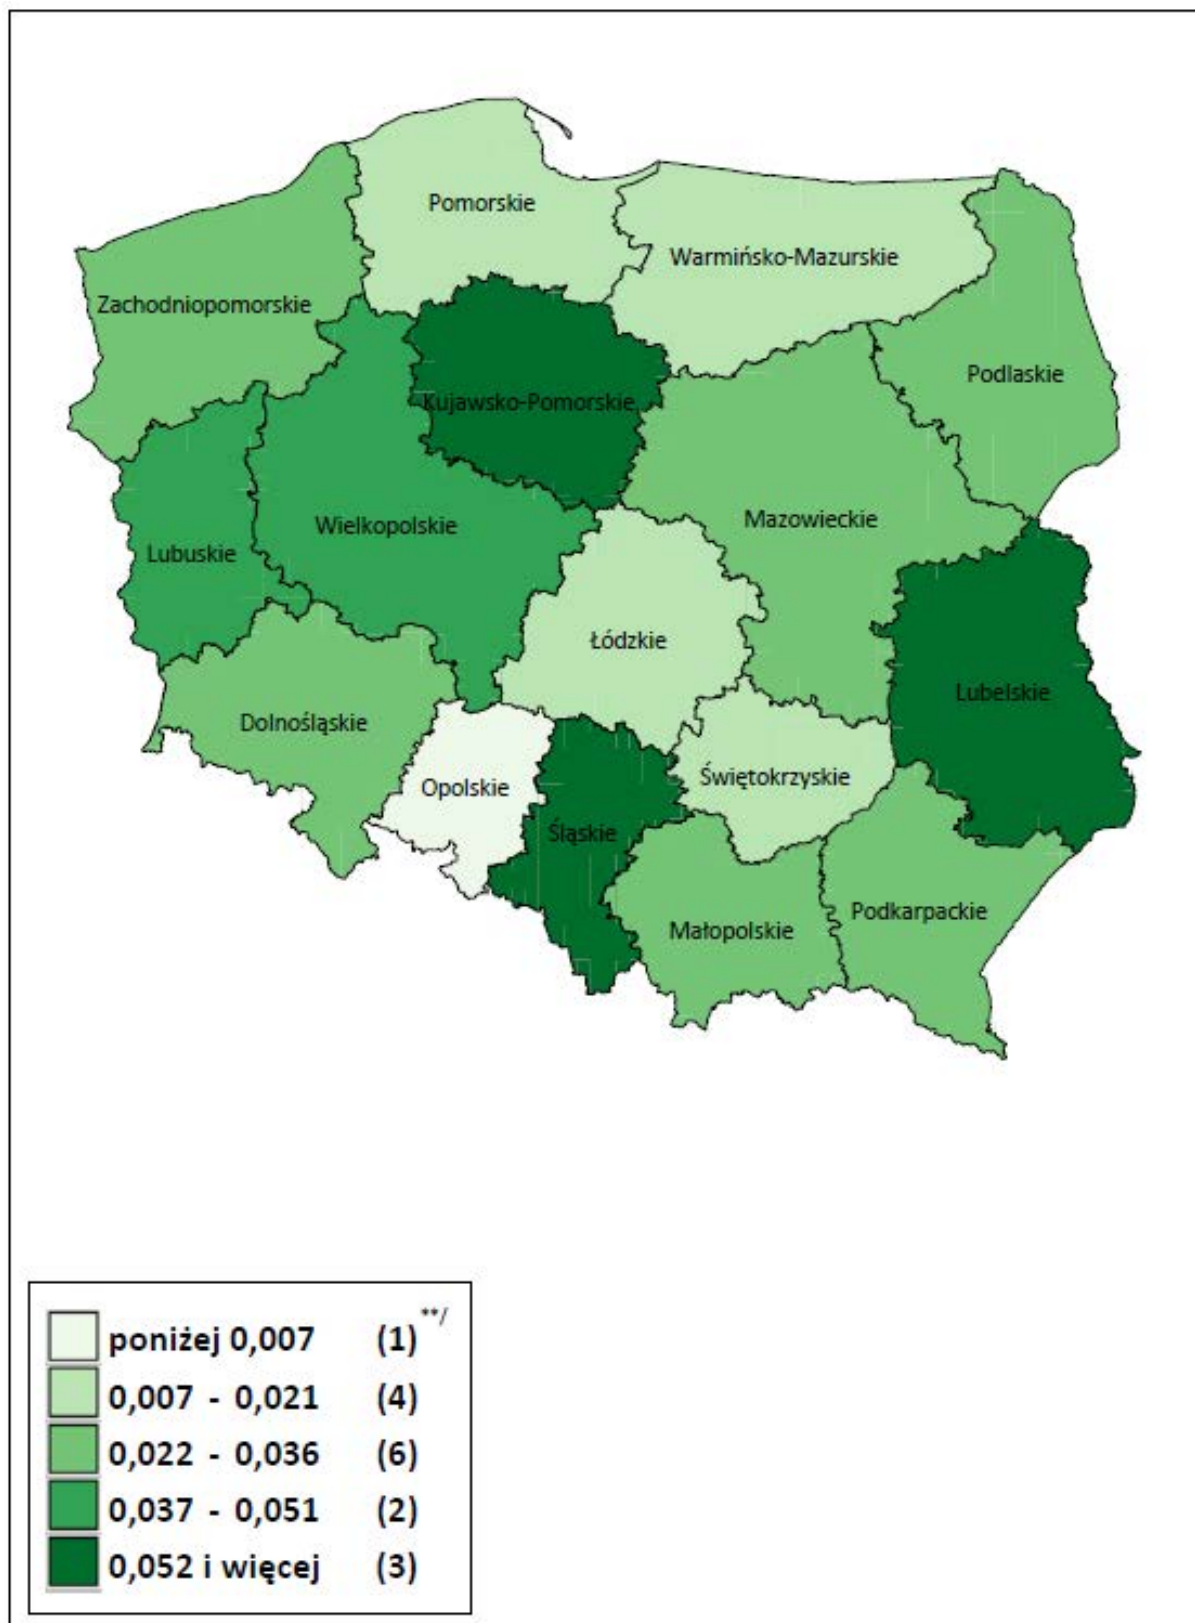 Pomorskie
Warmińsko-Mazurskie
Zachodniopomorskie
Podlaskie
Kujawsko-Pomorskie
Mazowieckie
Wielkopolskie
Lubuskie
Łódzkie
Lubelskie
Dolnośląskie
Świętokrzyskie
Opolskie
Śląskie
Podkarpackie
Małopolskie
poniżej 0,007 (1) **/
0,007 - 0,021 (4)
0,022 - 0,036 (6)
0,037 - 0,051 (2)
0,052 i więcej (3)